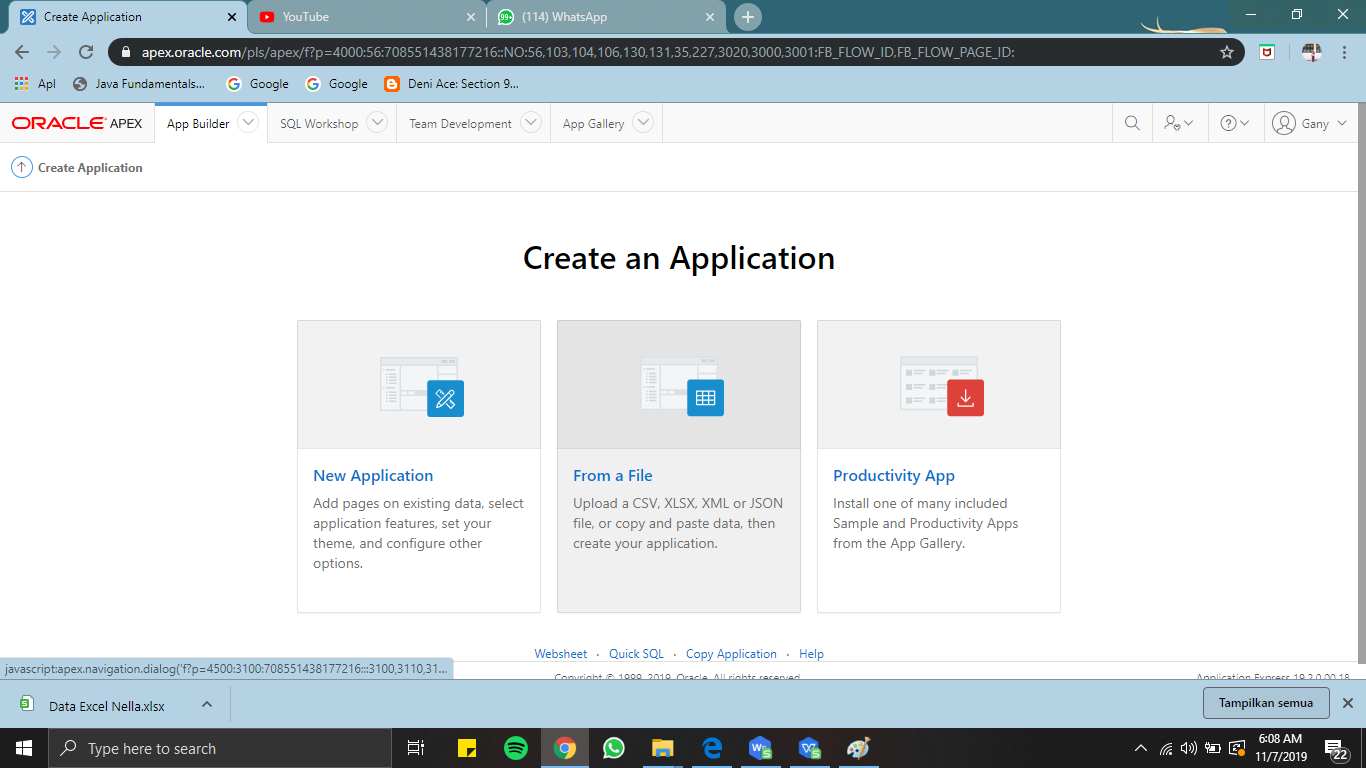 Create Application
YouTube
99+
(114) WhatsApp
apex.oracle.com/pls/apex/f?p=4000:56:708551438177216::NO:56,103,104,106,130,131,35,227,3020,3000,3001:FB_FLOW_ID,FB_FLOW_PAGE_ID:
Apl
Java Fundamentals...
Google
Google
Deni Ace: Section 9...
ORACLE APEX
App Builder
SQL Workshop
Team Development
App Gallery
Gany
Create Application
Create an Application
New Application
Add pages on existing data, select
application features, set your
theme, and configure other
options.
From a File
Upload a CSV, XLSX, XML or JSON
file, or copy and paste data, then
create your application.
Productivity App
Install one of many included
Sample and Productivity Apps
from the App Gallery.
Websheet · Quick SQL · Copy Application · Help
javascript:apex.navigation.dialog('f?p=4500:3100:708551438177216:::3100,3110,31...
Copyright © 1999, 2019, Oracle. All rights reserved.
Application Express 19.2.0.00.18
Data Excel Nella.xlsx
Tampilkan semua
Type here to search
6:08 AM
11/7/2019
22